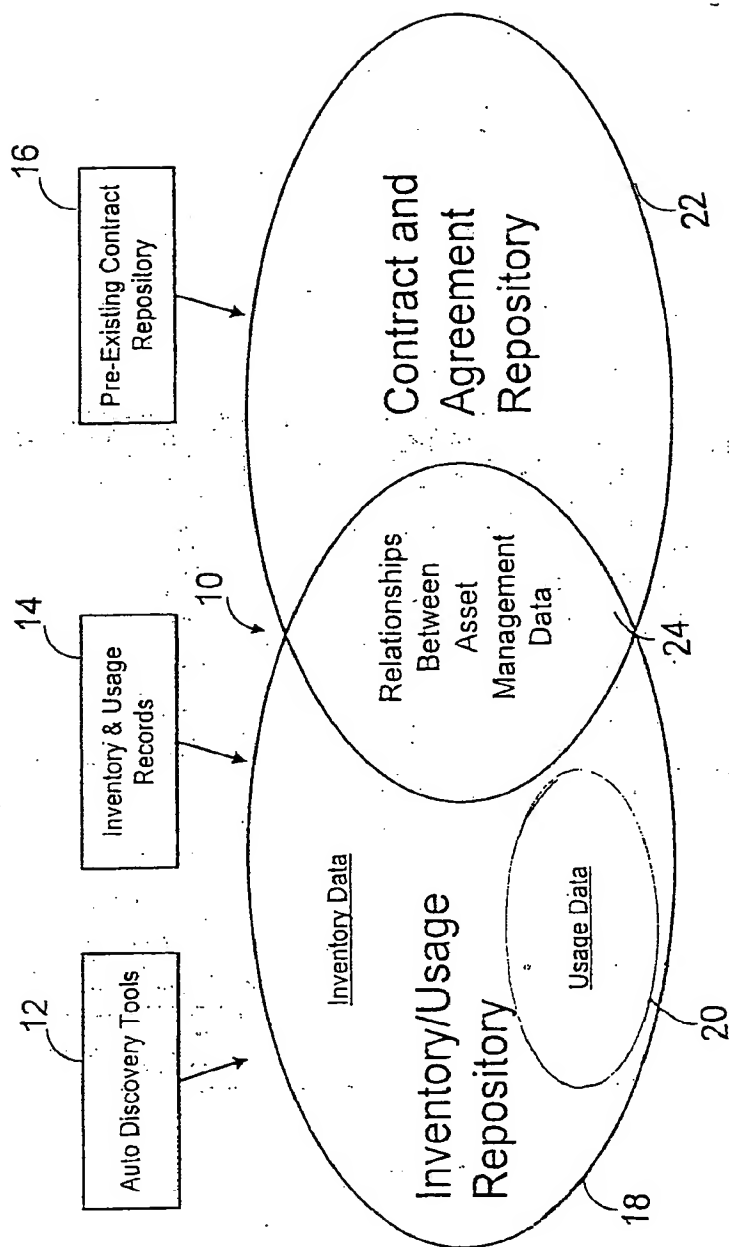 12
Auto Discovery Tools
14
Inventory & Usage
Records
16
Pre-Existing Contract
Repository
10
Inventory Data
Inventory/Usage
Repository
Usage Data
Relationships
Between
Asset
Management
Data
Contract and
Agreement
Repository
18
20
24
22